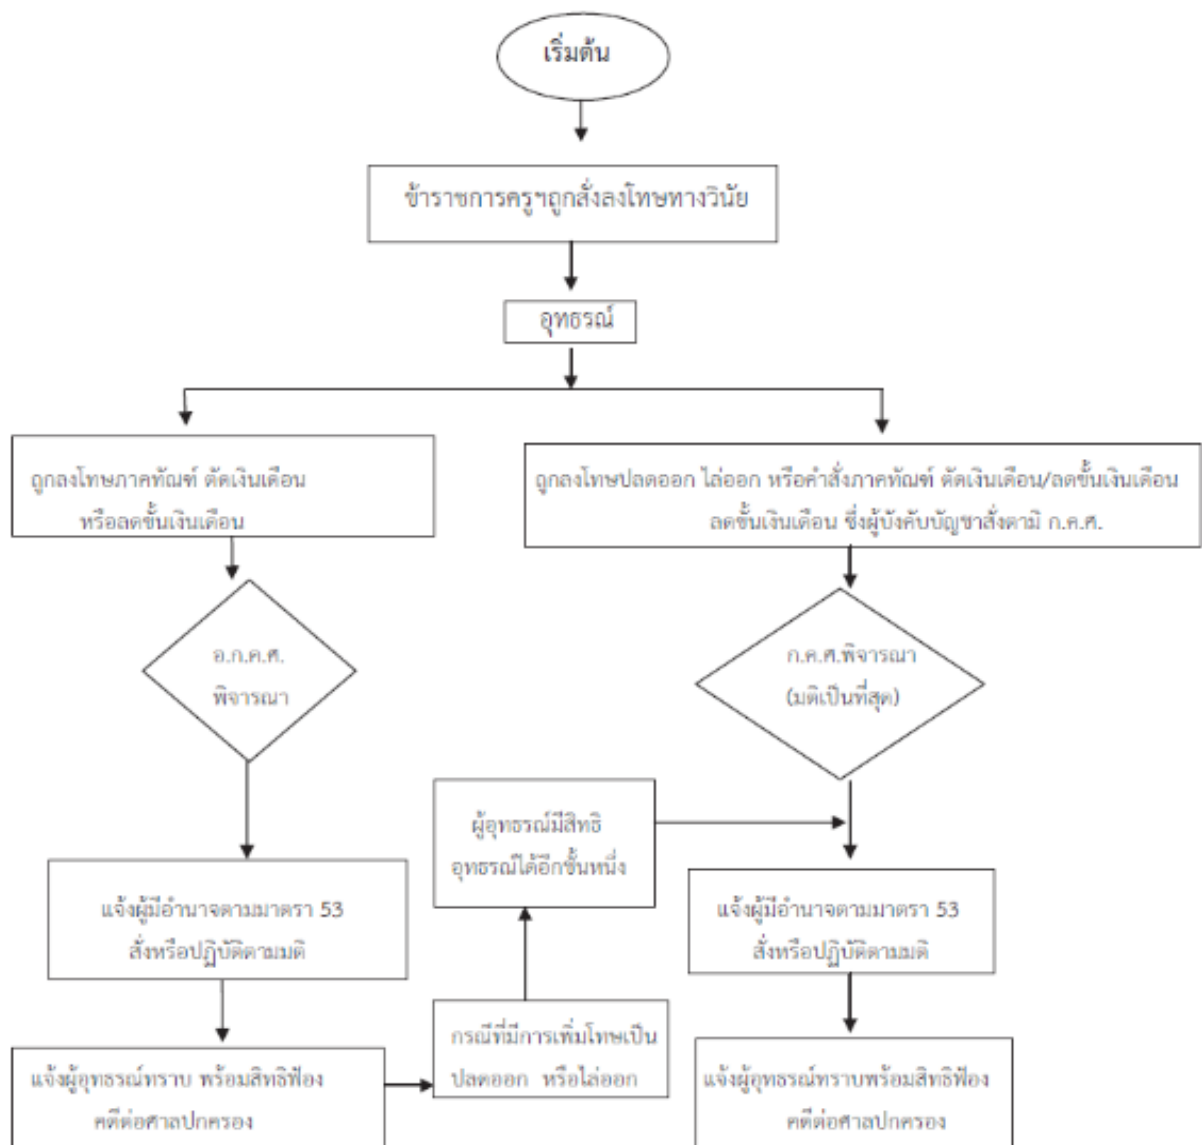 เริ่มต้น
ข้าราชการครูฯถูกสั่งลงโทษทางวินัย
อุทธรณ์
ถูกลงโทษภาคทัณฑ์ ตัดเงินเดือน
หรือลดขั้นเงินเดือน
ถูกลงโทษปลดออก ไล่ออก หรือคำสั่งภาคทัณฑ์ ตัดเงินเดือน/ลดขั้นเงินเดือน
ลดขั้นเงินเดือน ซึ่งผู้บังคับบัญชาสั่งตามิ ก.ค.ศ.
อ.ก.ค.ศ.
พิจารณา
ก.ค.ศ.พิจารณา
(มติเป็นที่สุด)
ผู้อุทธรณ์มีสิทธิ
อุทธรณ์ได้อีกชั้นหนึ่ง
แจ้งผู้มีอำนาจตามมาตรา 53
สั่งหรือปฏิบัติตามมติ
แจ้งผู้มีอำนาจตามมาตรา 53
สั่งหรือปฏิบัติตามมติ
กรณีที่มีการเพิ่มโทษเป็น
ปลดออก หรือไล่ออก
แจ้งผู้อุทธรณ์ทราบ พร้อมสิทธิฟ้อง
คดีต่อศาลปกครอง
แจ้งผู้อุทธรณ์ทราบพร้อมสิทธิฟ้อง
คดีต่อศาลปกครอง